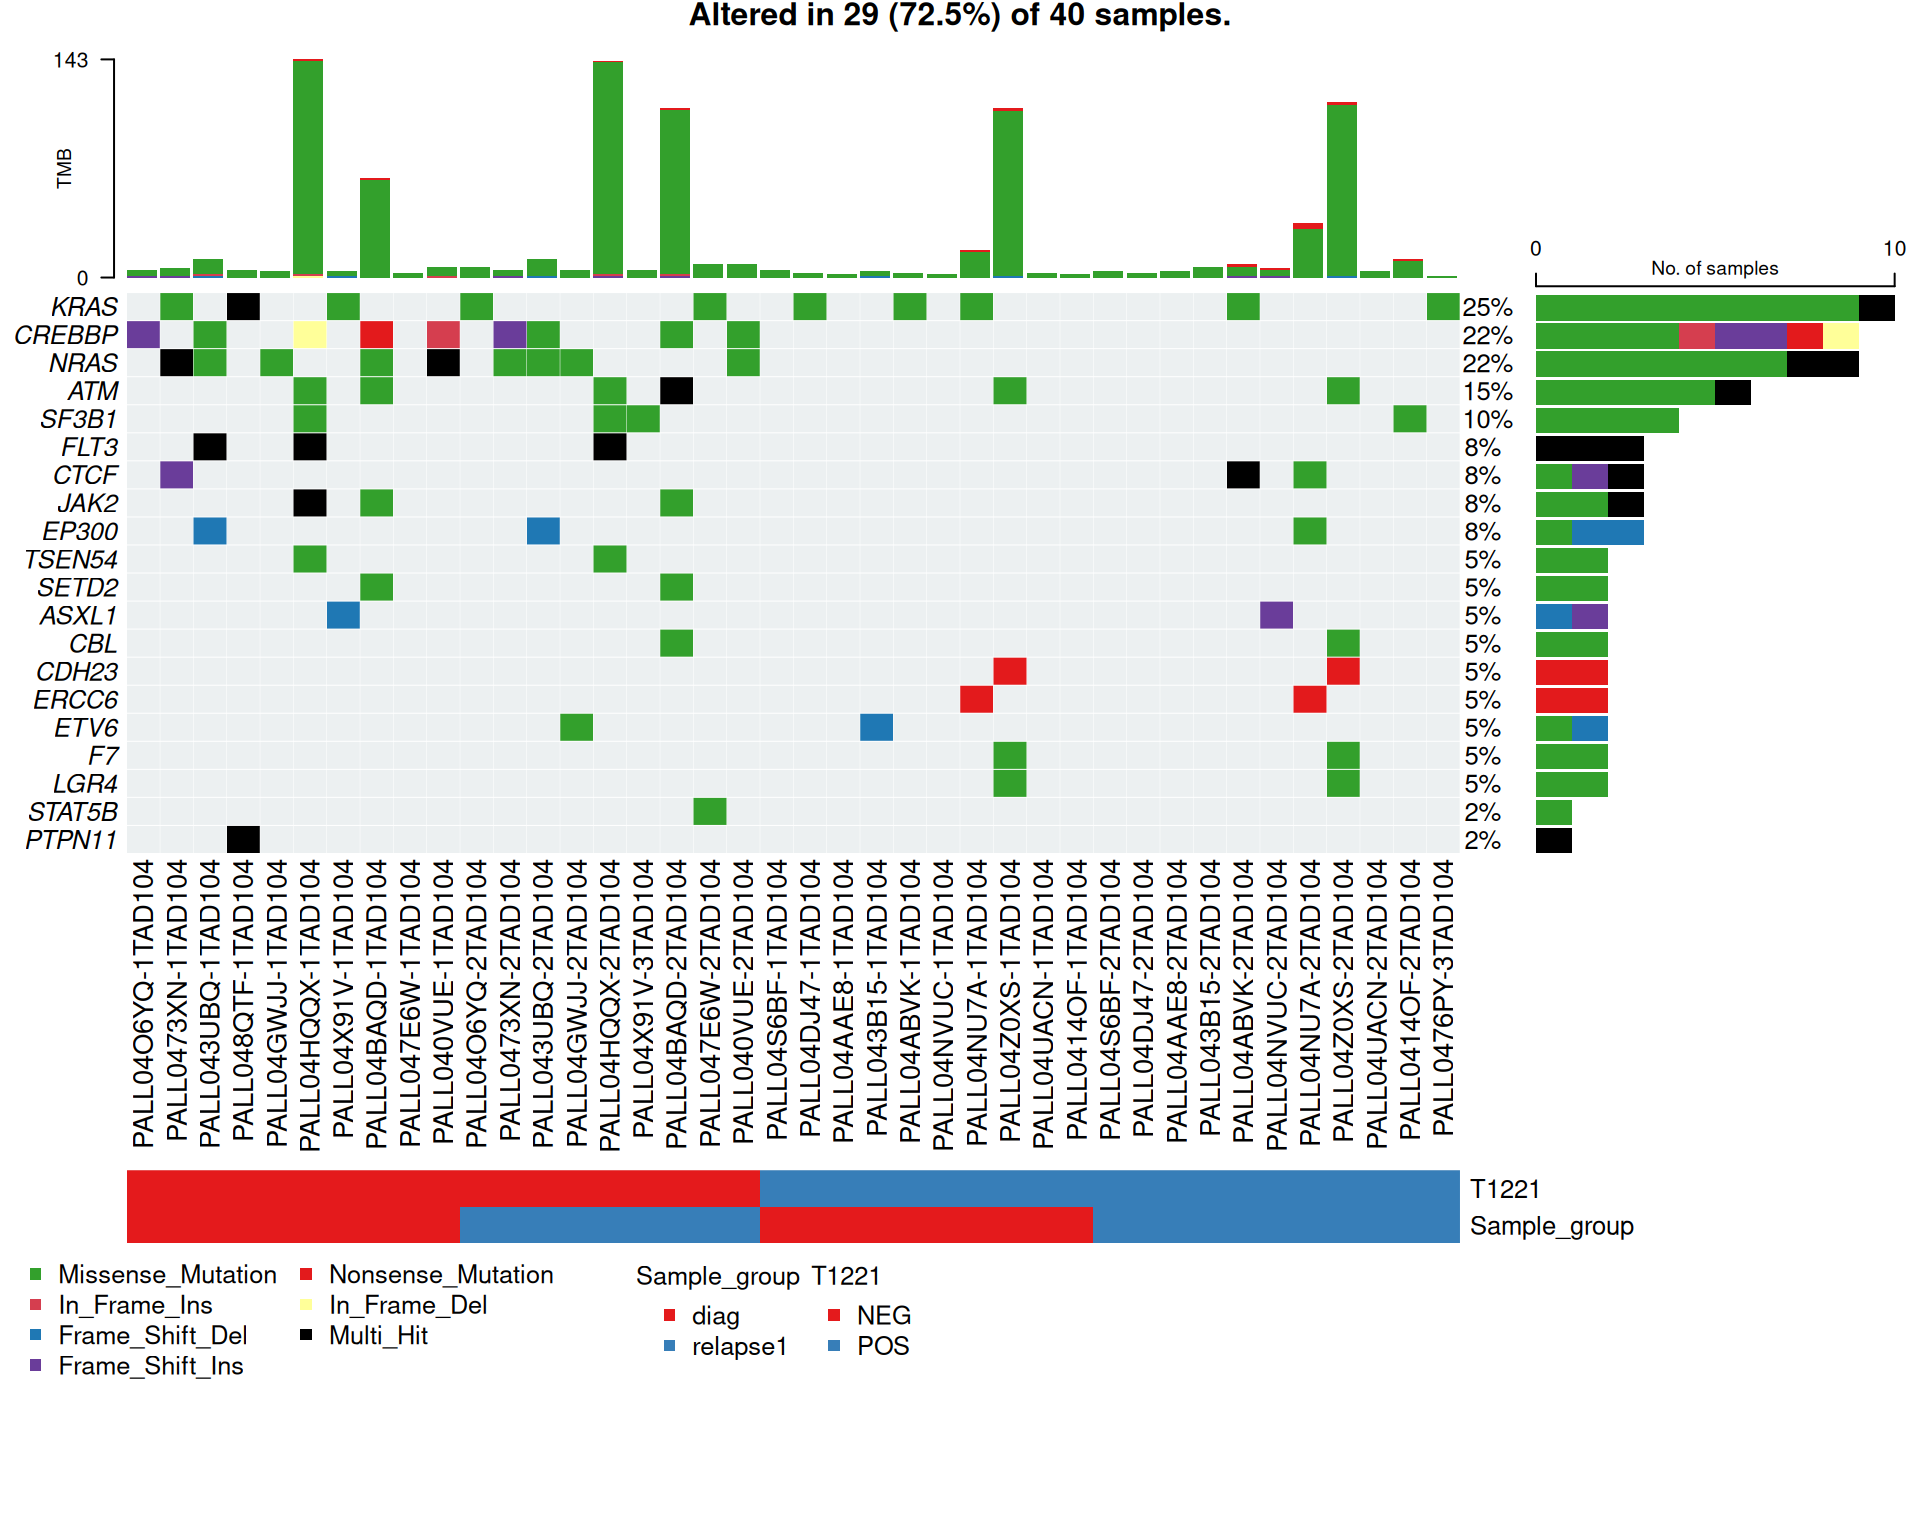 Altered in 29 (72.5%) of 40 samples.
143
TMB
0
0
10
No. of samples
KRAS 25%
CREBBP 22%
NRAS 22%
ATM 15%
SF3B1 10%
FLT3 8%
CTCF 8%
JAK2 8%
EP300 8%
TSEN54 5%
SETD2 5%
ASXL1 5%
CBL 5%
CDH23 5%
ERCC6 5%
ETV6 5%
F7 5%
LGR4 5%
STAT5B 2%
PTPN11 2%
PALL04O6YQ-1TAD104
PALL0473XN-1TAD104
PALL043UBQ-1TAD104
PALL048QTF-1TAD104
PALL04GWJJ-1TAD104
PALL04HQQX-1TAD104
PALL04X91V-1TAD104
PALL04BAQD-1TAD104
PALL047E6W-1TAD104
PALL040VUE-1TAD104
PALL04O6YQ-2TAD104
PALL0473XN-2TAD104
PALL043UBQ-2TAD104
PALL04GWJJ-2TAD104
PALL04HQQX-2TAD104
PALL04X91V-3TAD104
PALL04BAQD-2TAD104
PALL047E6W-2TAD104
PALL040VUE-2TAD104
PALL04S6BF-1TAD104
PALL04DJ47-1TAD104
PALL04AAE8-1TAD104
PALL043B15-1TAD104
PALL04ABVK-1TAD104
PALL04NVUC-1TAD104
PALL04NU7A-1TAD104
PALL04Z0XS-1TAD104
PALL04UACN-1TAD104
PALL0414OF-1TAD104
PALL04S6BF-2TAD104
PALL04DJ47-2TAD104
PALL04AAE8-2TAD104
PALL043B15-2TAD104
PALL04ABVK-2TAD104
PALL04NVUC-2TAD104
PALL04NU7A-2TAD104
PALL04Z0XS-2TAD104
PALL04UACN-2TAD104
PALL0414OF-2TAD104
PALL0476PY-3TAD104
T1221
Sample_group
Missense_Mutation
In_Frame_Ins
Frame_Shift_Del
Frame_Shift_Ins
Nonsense_Mutation
In_Frame_Del
Multi_Hit
Sample_group
diag
relapse1
T1221
NEG
POS